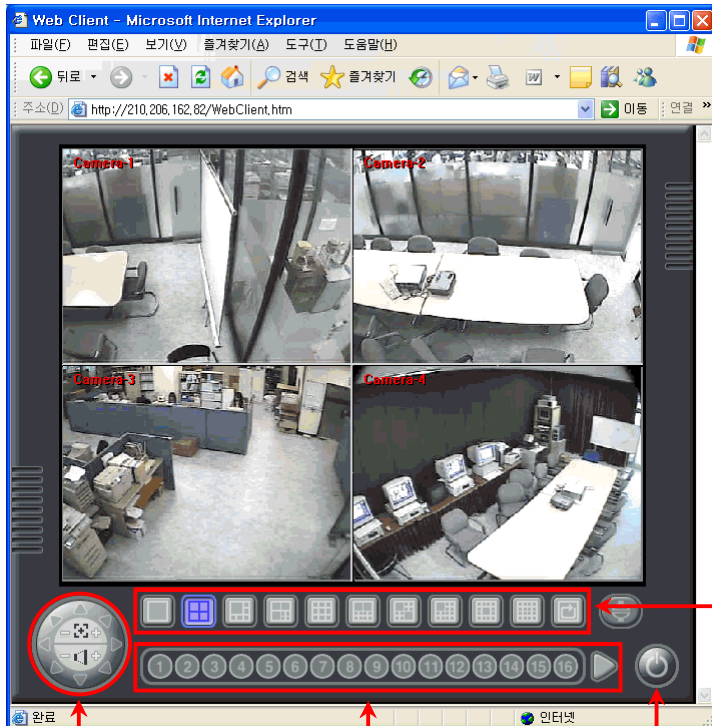 Web Client - Microsoft Internet Explorer
파일(F) 편집(E) 보기(V) 즐겨찾기(A) 도구(T) 도움말(H)
뒤로 검색 즐겨찾기 W
주소(D) http://210,206,162,82/WebClient,htm 이동 연결 »
Camera-1 Camera-2
Camera-3 Camera-4
1 2 3 4 5 6 7 8 9 10 11 12 13 14 15 16
완료 인터넷